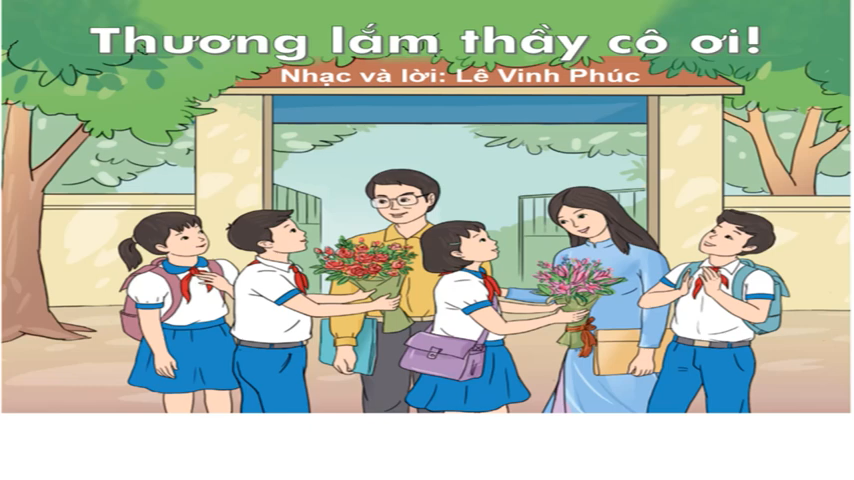 Thương lắm thầy cô ơi!
Nhạc và lời: Lê Vinh Phúc